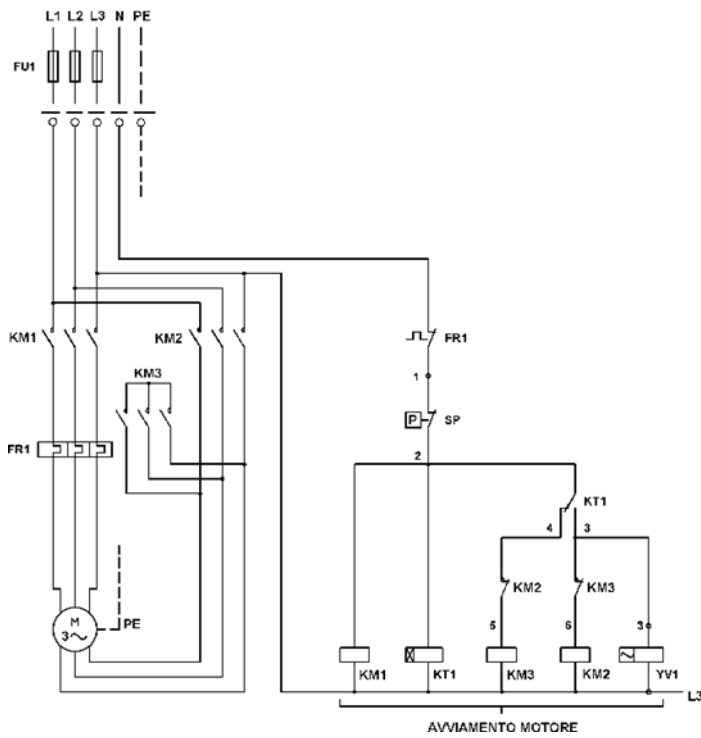 L1 L2 L3 N PE
FU1
KM1
KM2
FR1
KM3
1
P
SP
FR1
2
KT1
4
3
KM2
KM3
PE
M
3
5
6
3
KM1
KT1
KM3
KM2
YV1
L3
AVVIAMENTO MOTORE